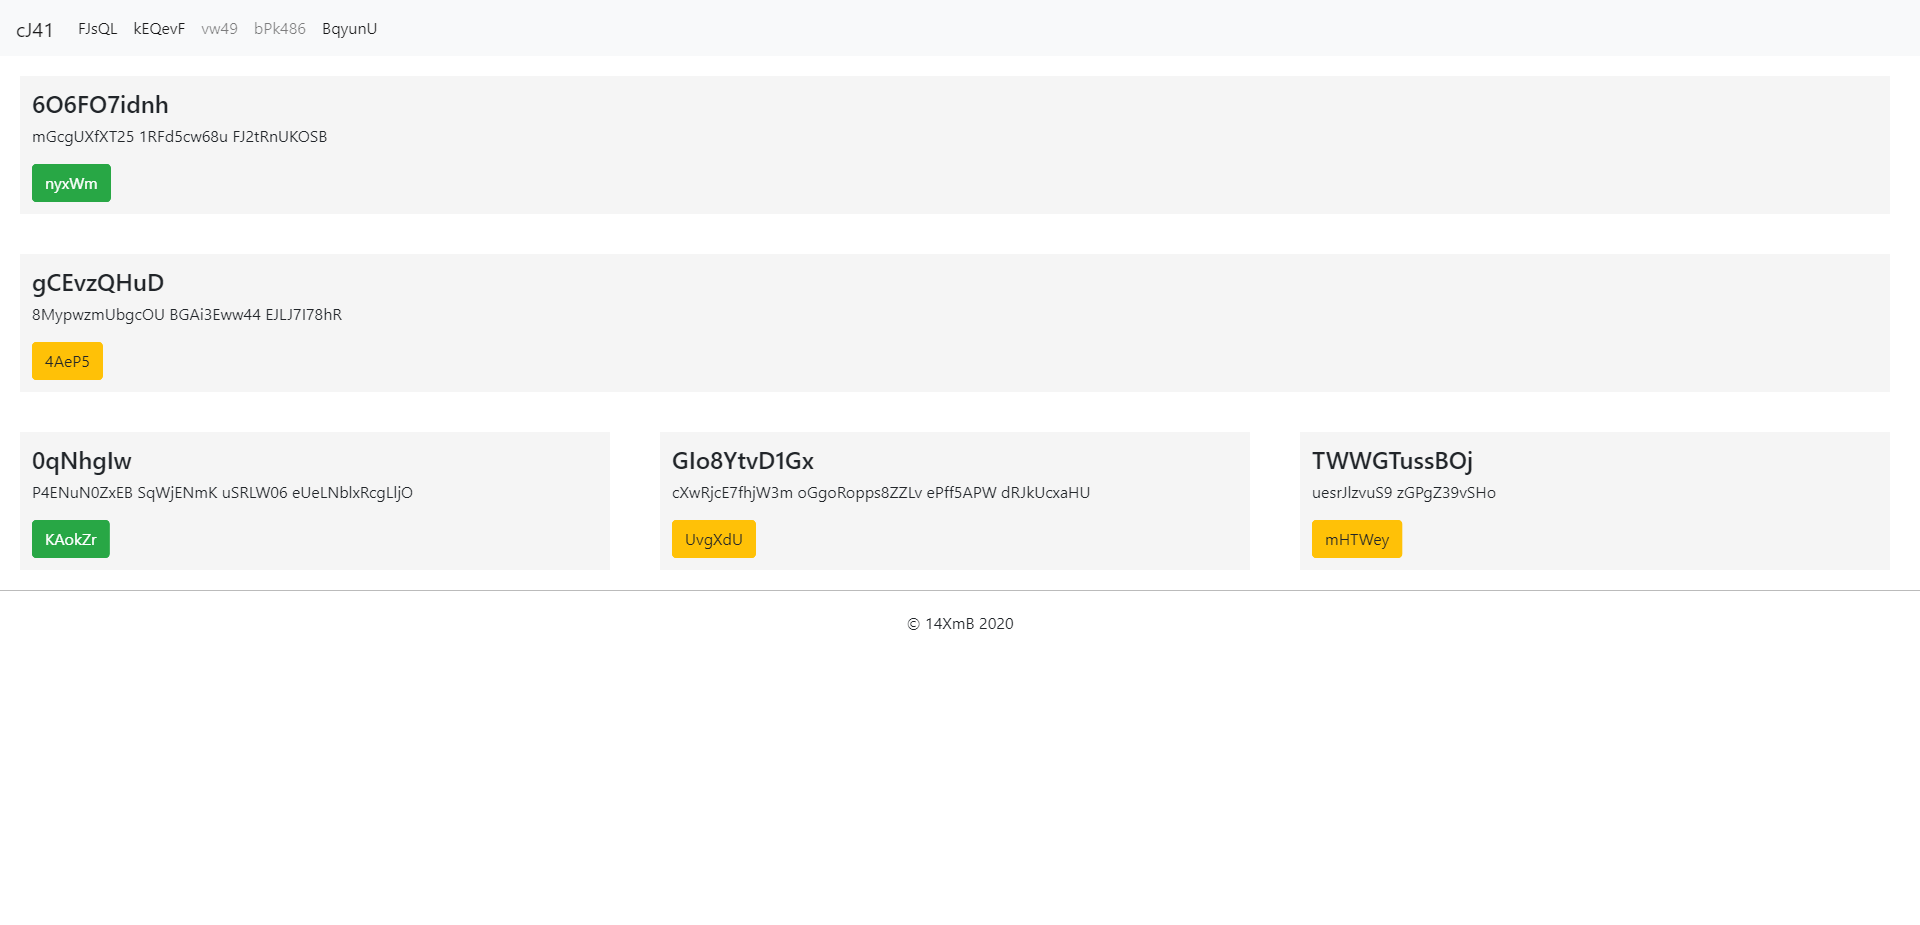 cJ41 FJsQL kEQevF vw49 bPk486 BqyunU
6O6FO7idnh
mGcgUXfXT25 1RFd5cw68u FJ2tRnUKOSB
nyxWm
gCEvzQHuD
8MypwzmUbgcOU BGAi3Eww44 EJLJ7I78hR
4AeP5
0qNhgIw
P4ENuN0ZxEB SqWjENmK uSRLW06 eUeLNblxRcgLljO
KAokZr
GIo8YtvD1Gx
cXwRjcE7fhjW3m oGgoRopps8ZZLv ePff5APW dRJkUcxaHU
UvgXdU
TWWGTussBOj
uesrJlzvuS9 zGPgZ39vSHo
mHTWey
© 14XmB 2020